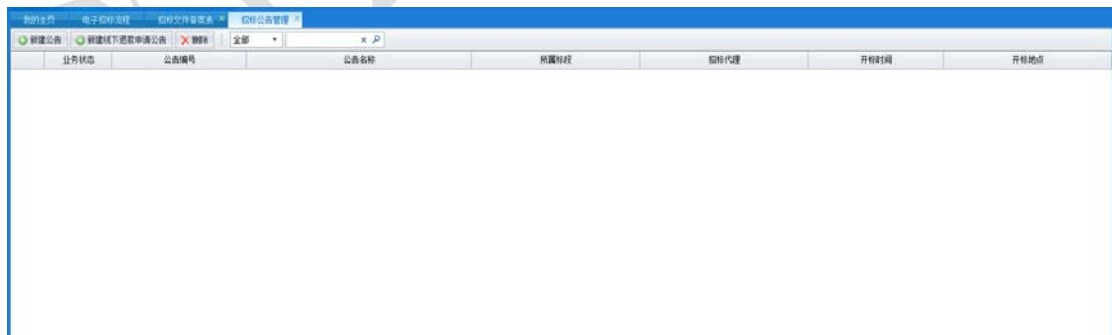 我的主页 电子招标流程 招标文件备案表 × 招标公告管理 ×
新建公告 新建线下退款申请公告 删除 全部
业务状态 公告编号 公告名称 所属标段 招标代理 开标时间 开标地点